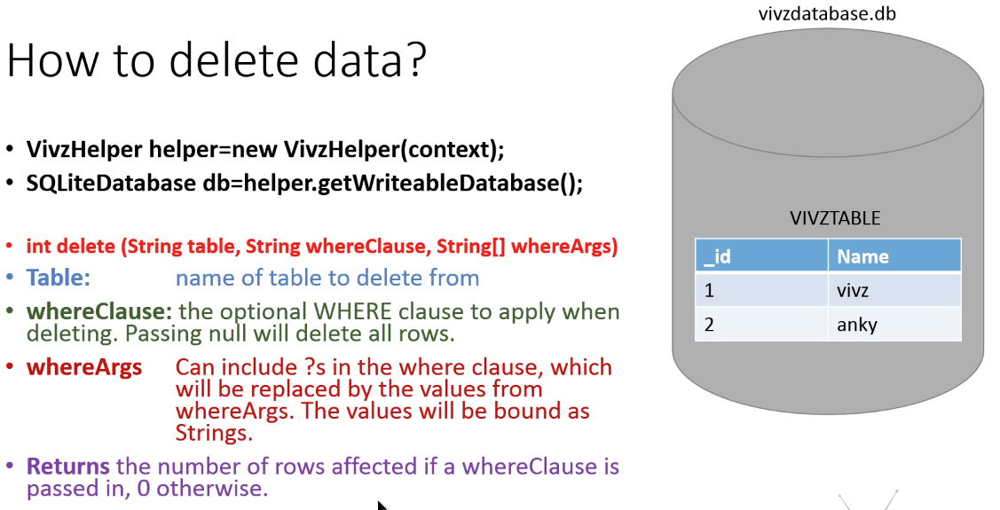 vivzdatabase.db
How to delete data?
• VivzHelper helper=new VivzHelper(context);
• SQLiteDatabase db=helper.getWriteableDatabase();
• int delete (String table, String whereClause, String[] whereArgs)
• Table: name of table to delete from
• whereClause: the optional WHERE clause to apply when
deleting. Passing null will delete all rows.
• whereArgs Can include ?s in the where clause, which
will be replaced by the values from
whereArgs. The values will be bound as
Strings.
• Returns the number of rows affected if a whereClause is
passed in, 0 otherwise.
VIVZTABLE
_id Name
1 vivz
2 anky